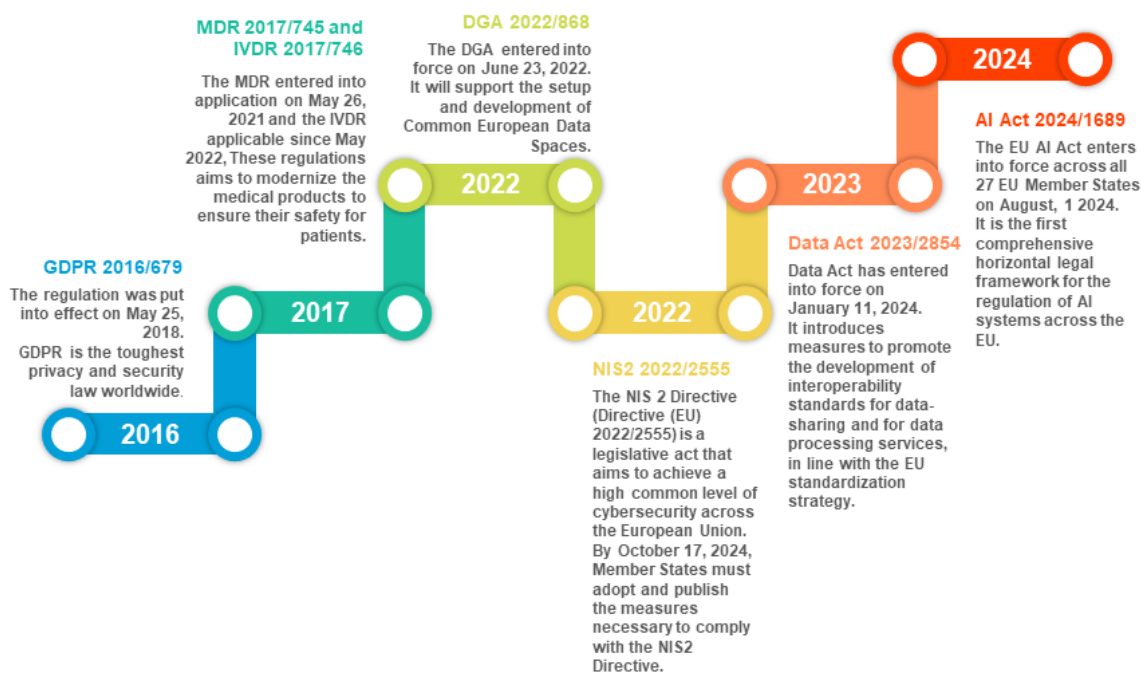 GDPR 2016/679
The regulation was put
into effect on May 25,
2018.
GDPR is the toughest
privacy and security
law worldwide.
2016
MDR 2017/745 and
IVDR 2017/746
The MDR entered into
application on May 26,
2021 and the IVDR
applicable since May
2022, These regulations
aims to modernize the
medical products to
ensure their safety for
patients.
2017
DGA 2022/868
The DGA entered into
force on June 23, 2022.
It will support the setup
and development of
Common European Data
Spaces.
2022
2022
NIS2 2022/2555
The NIS 2 Directive
(Directive (EU)
2022/2555) is a
legislative act that
aims to achieve a
high common level of
cybersecurity across
the European Union.
By October 17, 2024,
Member States must
adopt and publish
the measures
necessary to comply
with the NIS2
Directive.
2023
Data Act 2023/2854
Data Act has entered
into force on
January 11, 2024.
It introduces
measures to promote
the development of
interoperability
standards for data-
sharing and for data
processing services,
in line with the EU
standardization
strategy.
2024
AI Act 2024/1689
The EU AI Act enters
into force across all
27 EU Member States
on August, 1 2024.
It is the first
comprehensive
horizontal legal
framework for the
regulation of AI
systems across the
EU.